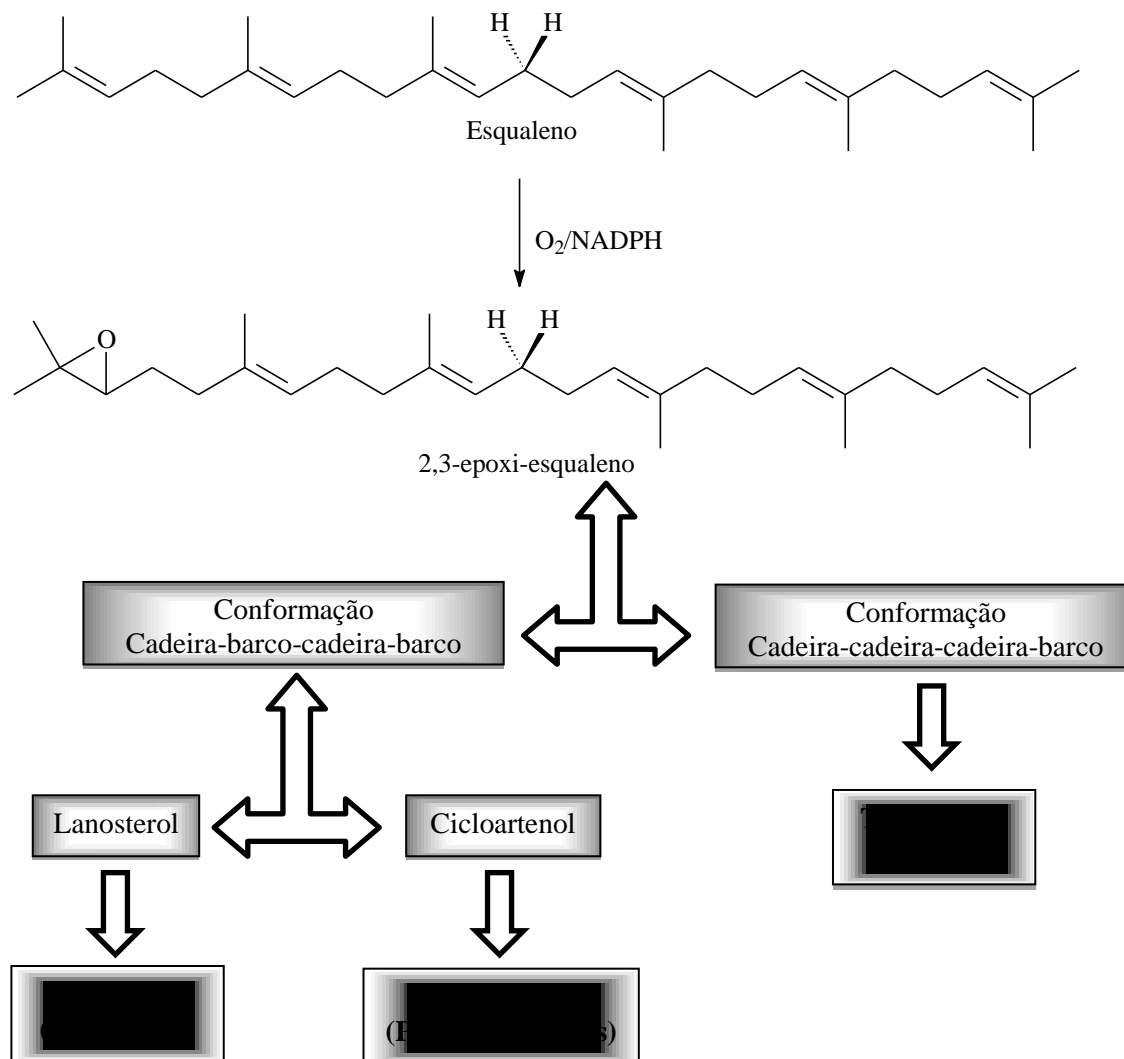 H H
Esqualeno
O2/NADPH
O
H H
2,3-epoxi-esqualeno
Conformação
Cadeira-barco-cadeira-barco
Conformação
Cadeira-cadeira-cadeira-barco
Lanosterol
Cicloartenol